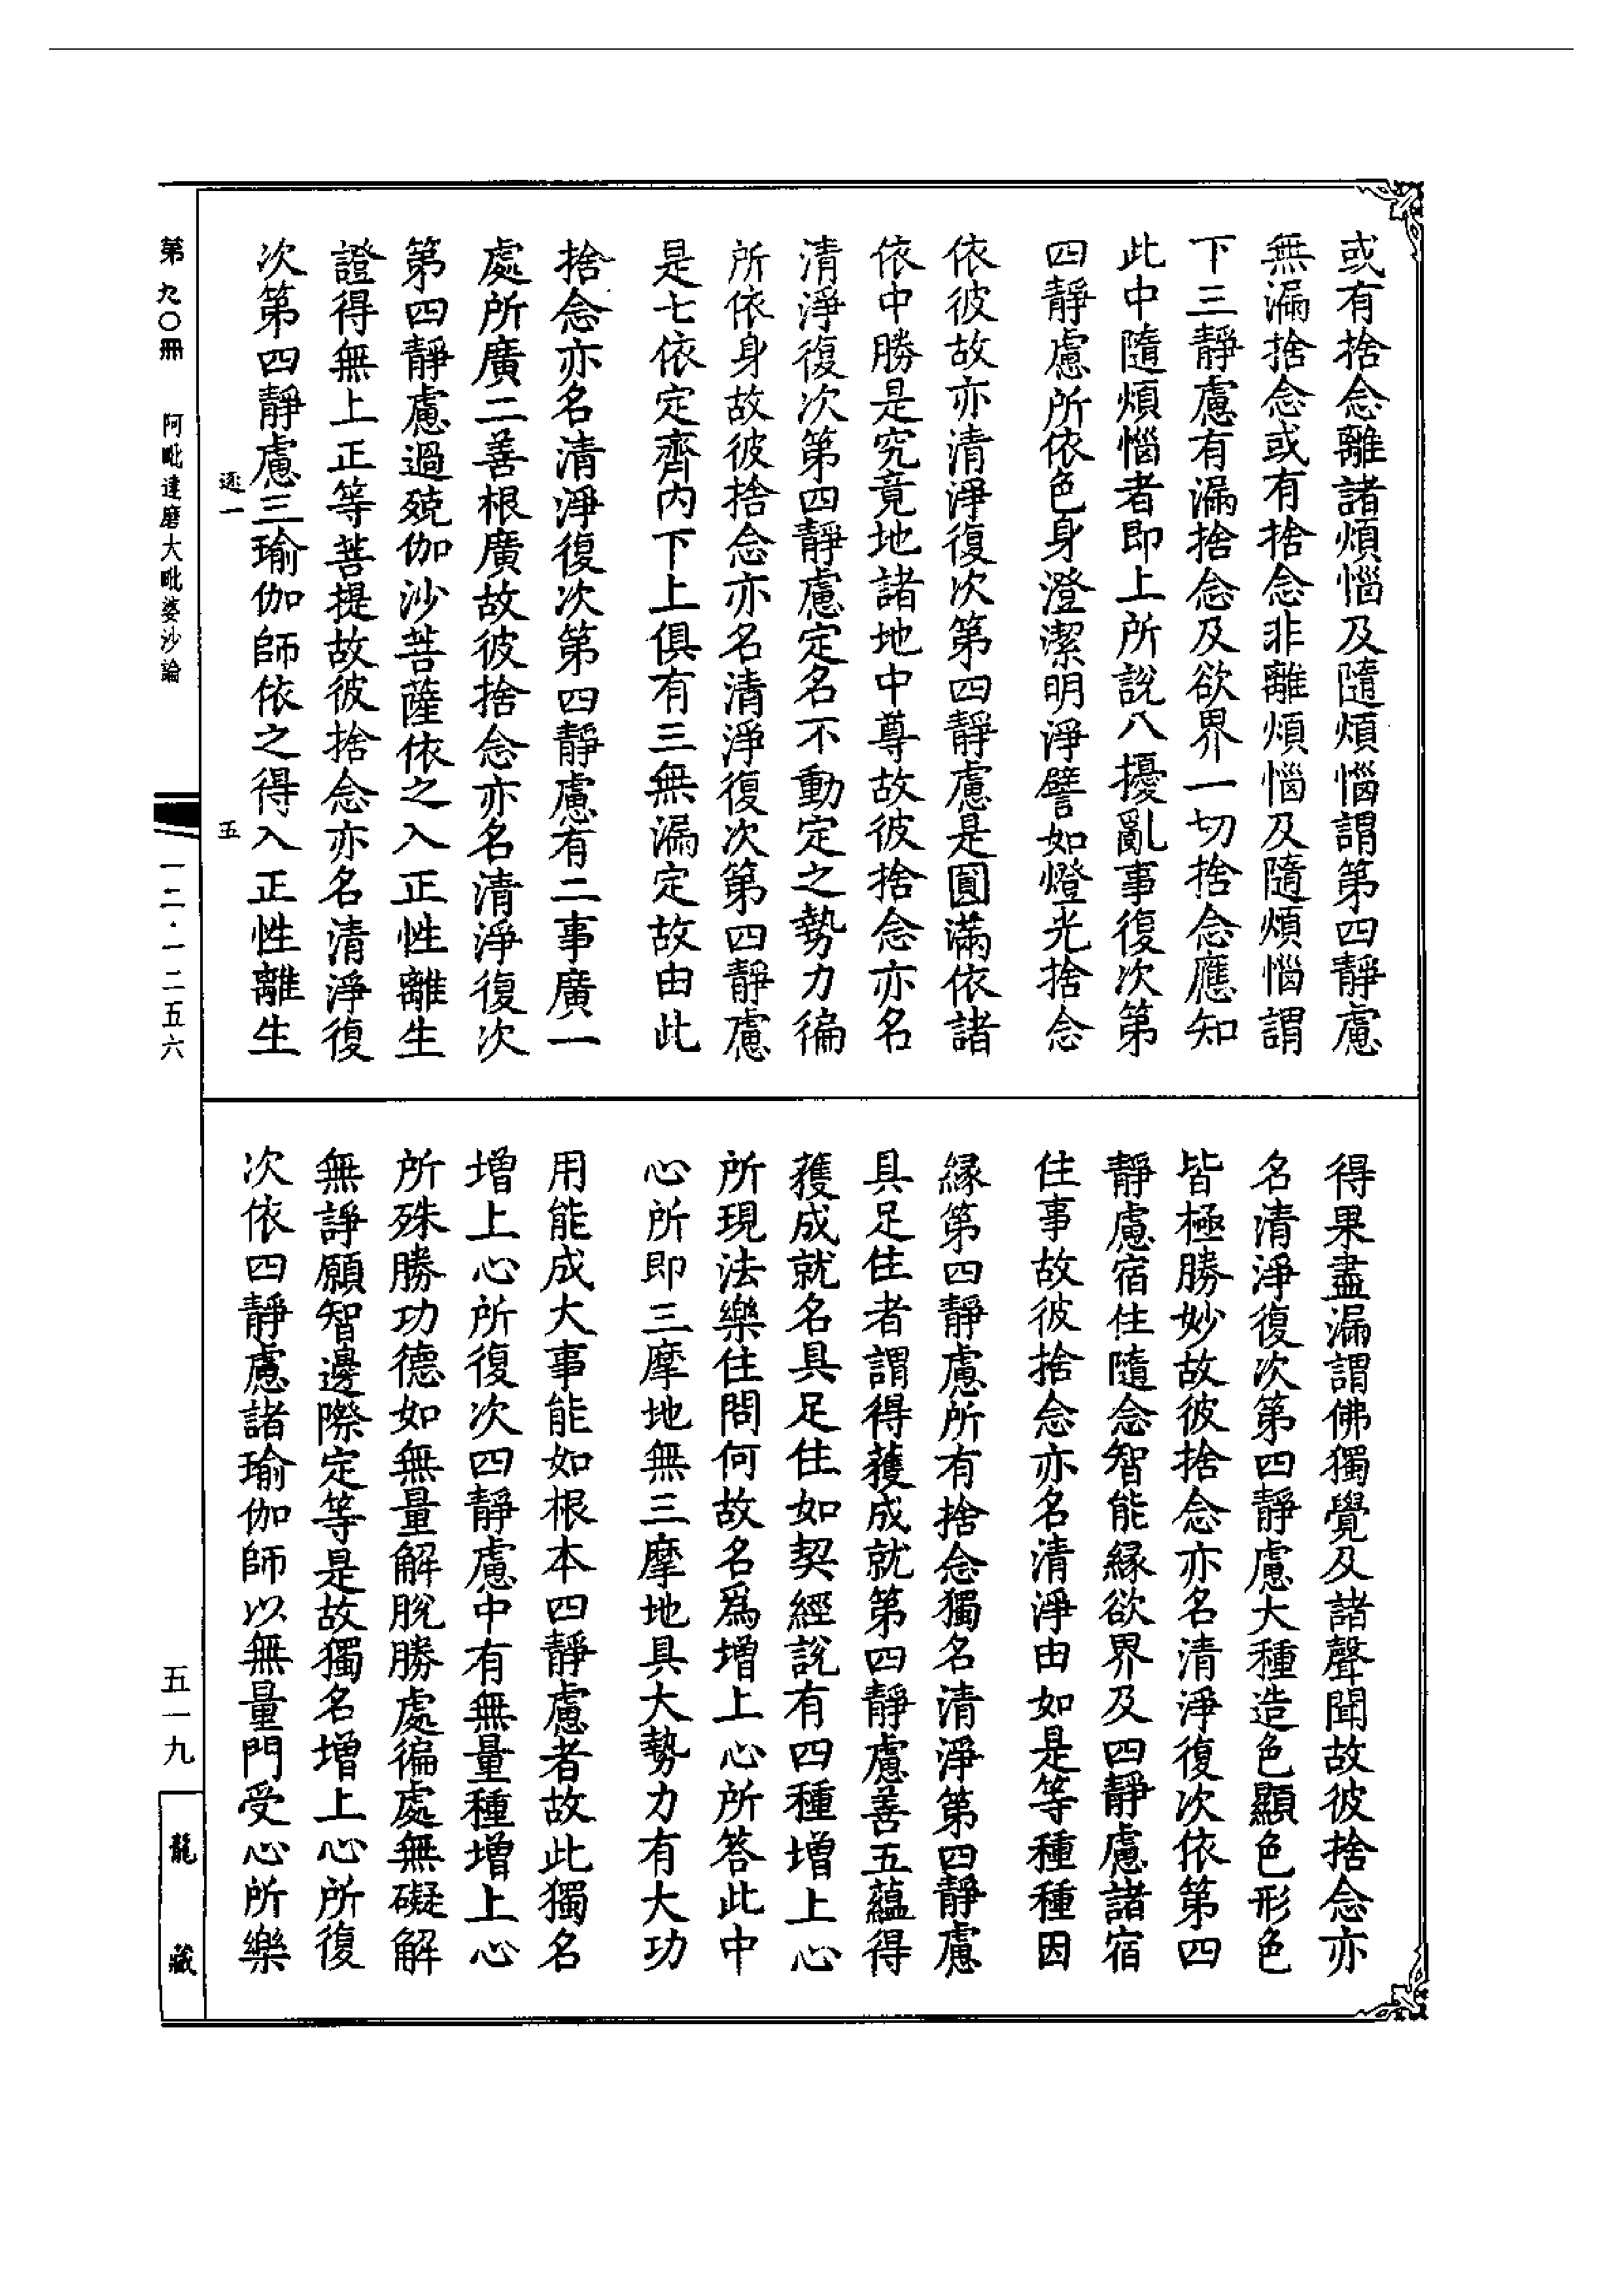 或有捨念離諸煩惱及隨煩惱謂第四靜慮
無漏捨念或有捨念非離煩惱及隨煩惱謂
下三靜慮有漏捨念及欲界一切捨念應知
此中隨煩惱者即上所說八擾亂事復次第
四靜慮所依色身澄潔明淨譬如燈光捨念
依彼故亦清淨復次第四靜慮是圓滿依諸
依中勝是究竟地諸地中尊故彼捨念亦名
清淨復次第四靜慮定名不動定之勢力徧
所依身故彼捨念亦名清淨復次第四靜慮
是七依定齊內下上俱有三無漏定故由此
捨念亦名清淨復次第四靜慮有二事廣一
處所廣二善根廣故彼捨念亦名清淨復次
第四靜慮過殑伽沙菩薩依之入正性離生
證得無上正等菩提故彼捨念亦名清淨復
次第四靜慮三瑜伽師依之得入正性離生
逐一
五
得果盡漏謂佛獨覺及諸聲聞故彼捨念亦
名清淨復次第四靜慮大種造色顯色形色
皆極勝妙故彼捨念亦名清淨復次依第四
靜慮宿住隨念智能緣欲界及四靜慮諸宿
住事故彼捨念亦名清淨由如是等種種因
緣第四靜慮所有捨念獨名清淨第四靜慮
具足住者謂得獲成就第四靜慮善五蘊得
獲成就名具足住如契經說有四種增上心
所現法樂住問何故名爲增上心所答此中
心所即三摩地無三摩地具大勢力有大功
用能成大事能如根本四靜慮者故此獨名
增上心所復次四靜慮中有無量種增上心
所殊勝功德如無量解脫勝處徧處無礙解
無諍願智邊際定等是故獨名增上心所復
次依四靜慮諸瑜伽師以無量門受心所樂
第九〇冊
阿毗達磨大毗婆沙論
一二·一二五六
五一九
龍藏